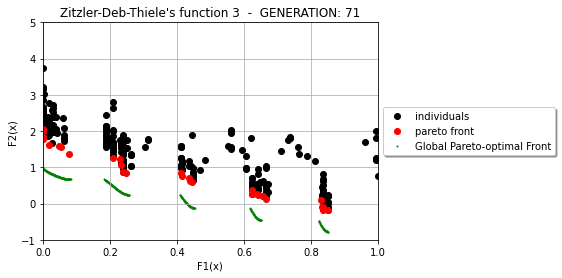 Zitzler-Deb-Thiele's function 3 - GENERATION: 71
5
4
3
2
1
0
−1
F2(x)
0.0 0.2 0.4 0.6 0.8 1.0
F1(x)
individuals
pareto front
Global Pareto-optimal Front